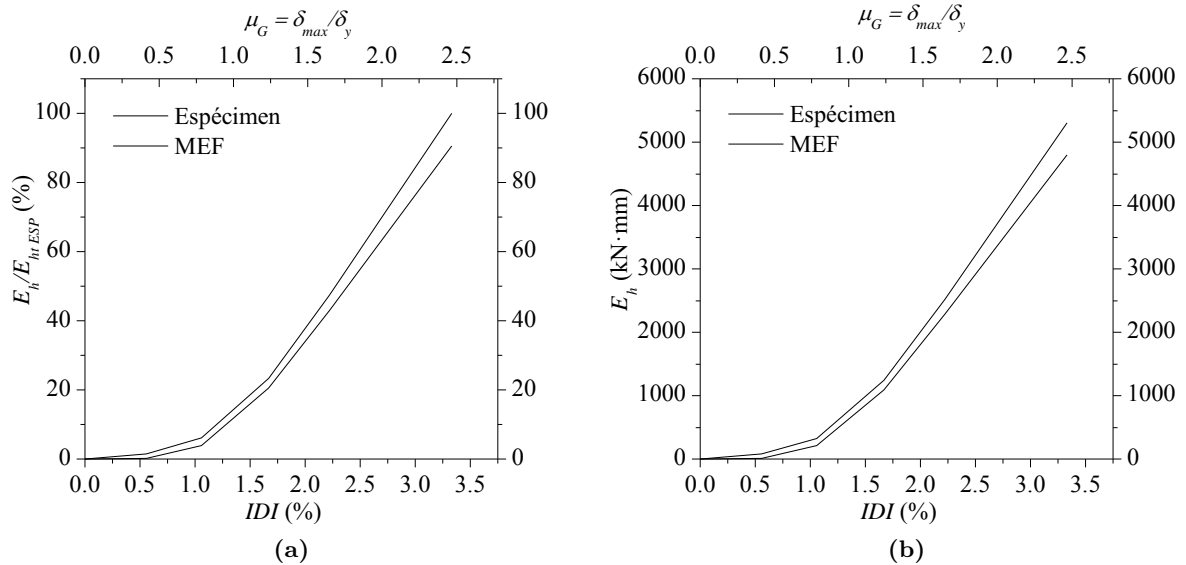 μ_G = δ_max/δ_y
0.0 0.5 1.0 1.5 2.0 2.5
Espécimen
MEF
100 100
80 80
60 60
40 40
20 20
0 0
E_h/E_ht ESP (%)
0.0 0.5 1.0 1.5 2.0 2.5 3.0 3.5
IDI (%)
(a)
μ_G = δ_max/δ_y
0.0 0.5 1.0 1.5 2.0 2.5
6000 6000
Espécimen
MEF
5000 5000
4000 4000
3000 3000
2000 2000
1000 1000
0 0
E_h (kN·mm)
0.0 0.5 1.0 1.5 2.0 2.5 3.0 3.5
IDI (%)
(b)